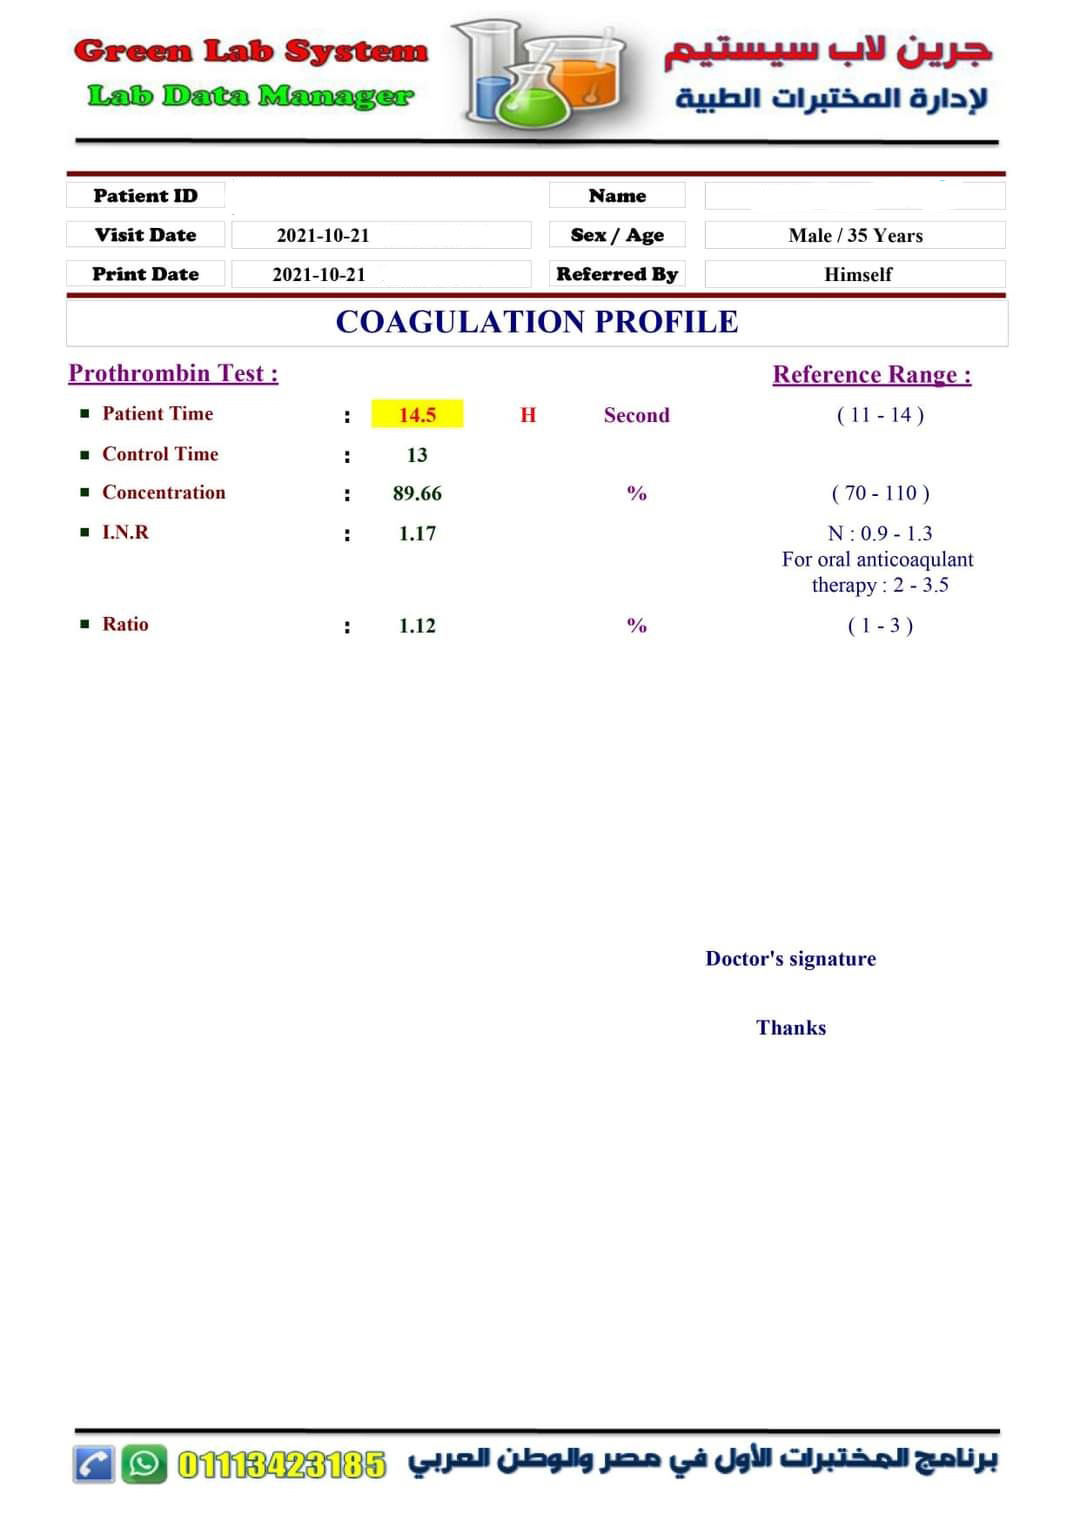 Green Lab System
Lab Data Manager
جرين لاب سيستيم
لإدارة المختبرات الطبية
Patient ID Name
Visit Date 2021-10-21 Sex / Age Male / 35 Years
Print Date 2021-10-21 Referred By Himself
COAGULATION PROFILE
Prothrombin Test : Reference Range :
▪ Patient Time : 14.5 H Second ( 11 - 14 )
▪ Control Time : 13
▪ Concentration : 89.66 % ( 70 - 110 )
▪ I.N.R : 1.17 N : 0.9 - 1.3
For oral anticoaqulant
therapy : 2 - 3.5
▪ Ratio : 1.12 % ( 1 - 3 )
Doctor's signature
Thanks
01113423185 برنامج المختبرات الأول في مصر والوطن العربي